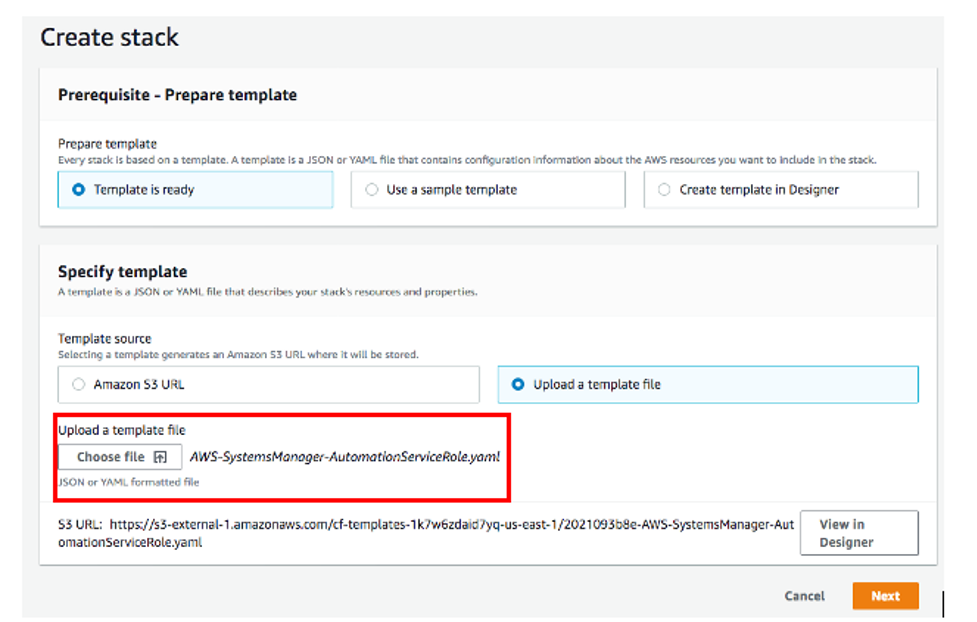 Create stack
Prerequisite - Prepare template
Prepare template
Every stack is based on a template. A template is a JSON or YAML file that contains configuration information about the AWS resources you want to include in the stack.
Template is ready
Use a sample template
Create template in Designer
Specify template
A template is a JSON or YAML file that describes your stack's resources and properties.
Template source
Selecting a template generates an Amazon S3 URL where it will be stored.
Amazon S3 URL
Upload a template file
Upload a template file
Choose file
AWS-SystemsManager-AutomationServiceRole.yaml
JSON or YAML formatted file
S3 URL: https://s3-external-1.amazonaws.com/cf-templates-1k7w6zdaid7yq-us-east-1/2021093b8e-AWS-SystemsManager-Aut
omationServiceRole.yaml
View in
Designer
Cancel
Next